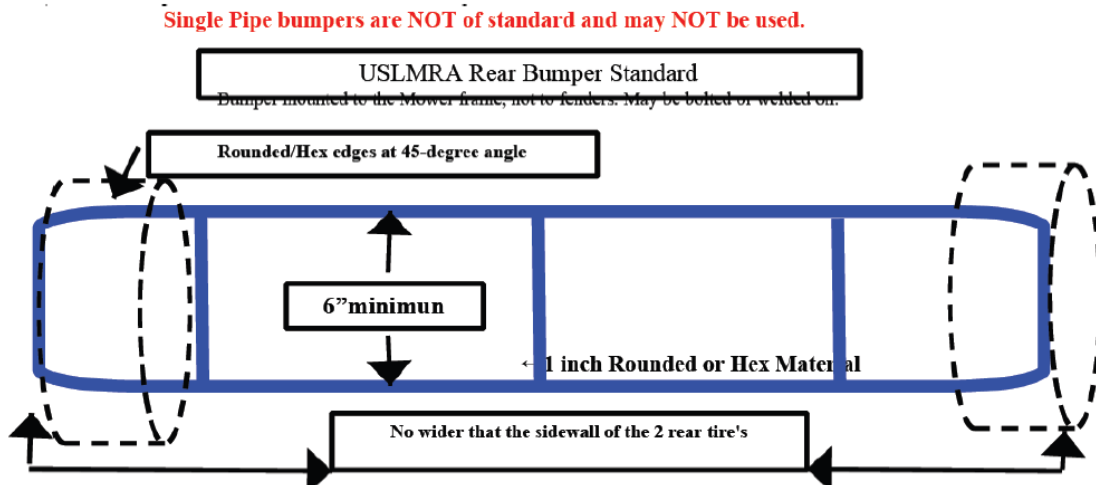 Single Pipe bumpers are NOT of standard and may NOT be used.
USLMRA Rear Bumper Standard
Bumper mounted to the Mower frame, not to fenders. May be bolted or welded on.
Rounded/Hex edges at 45-degree angle
6”minimun
←1 inch Rounded or Hex Material
No wider that the sidewall of the 2 rear tire's